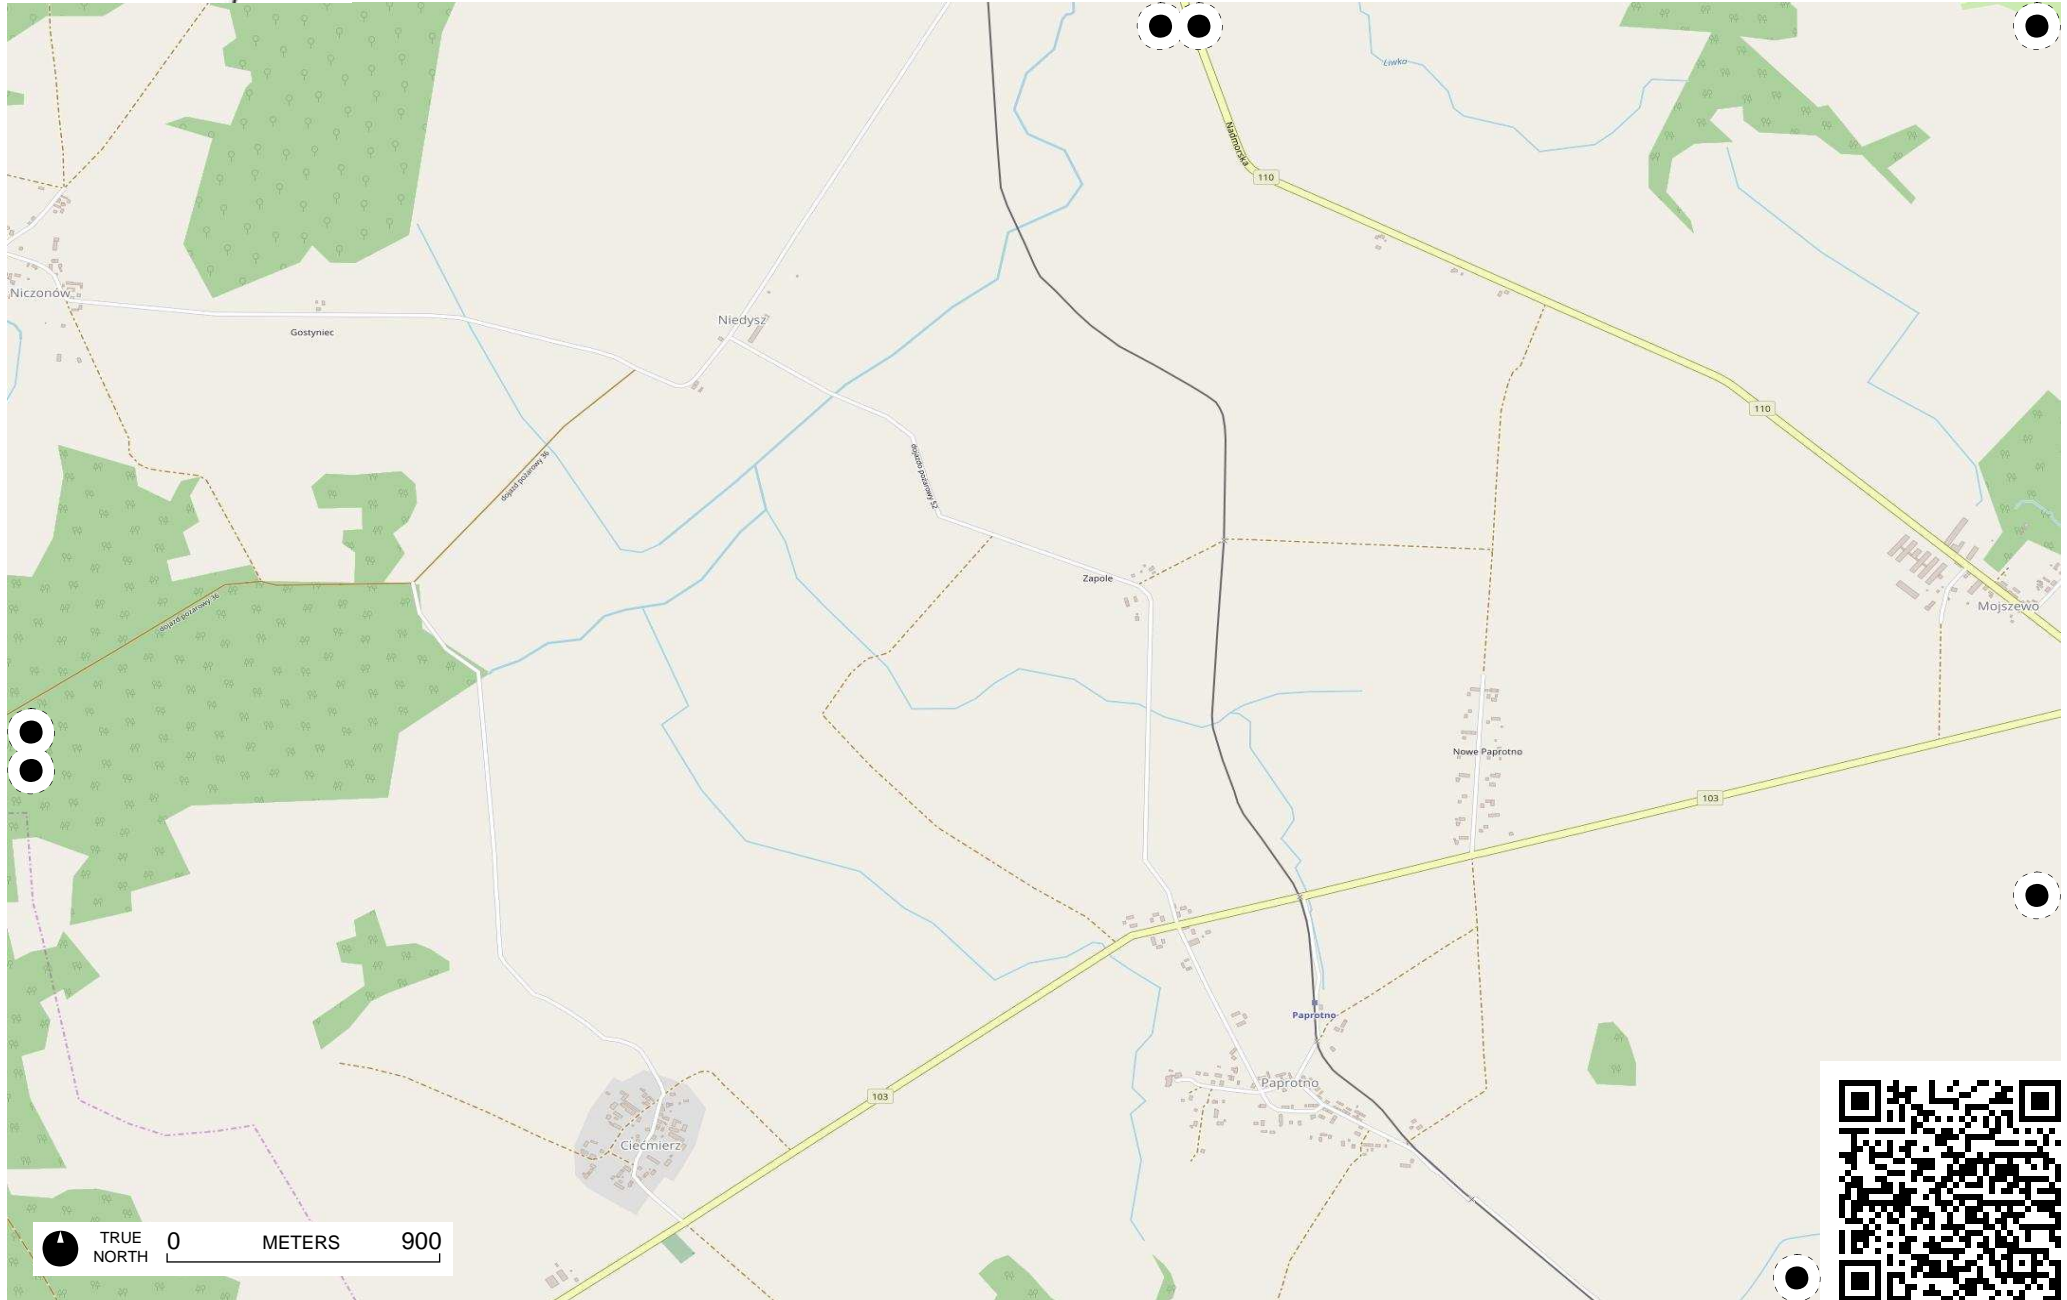 Liwka
Nadmorska
110
Niczonów
Gostyniec
Niedysz
110
dojazd pożarowy 36
dojazdo pożarowy 52
Zapole
dojazd pożarowy 36
Mojszewo
Nowe Paprotno
103
Paprotno
Paprotno
103
Ciećmierz
TRUE NORTH
0 METERS 900